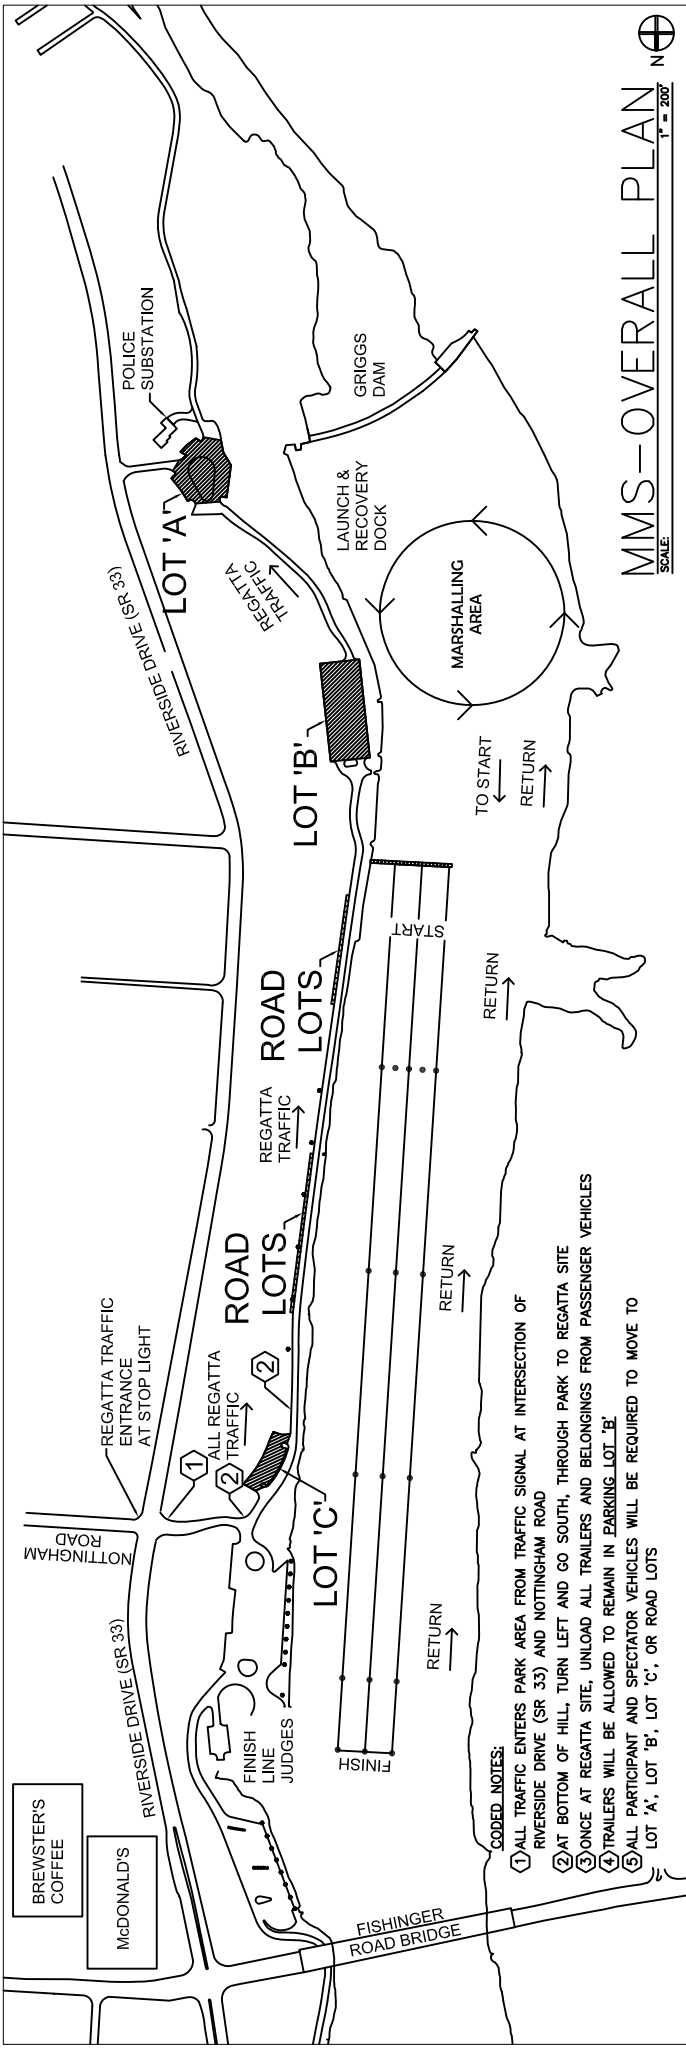 BREWSTER'S
COFFEE
McDONALD'S
RIVERSIDE DRIVE (SR 33)
NOTTINGHAM
ROAD
REGATTA TRAFFIC
ENTRANCE
AT STOP LIGHT
1
2
ALL REGATTA
TRAFFIC
2
LOT 'C'
FINISH
LINE
JUDGES
FINISH
FISHINGER
ROAD BRIDGE
ROAD
LOTS
REGATTA
TRAFFIC
ROAD
LOTS
START
RETURN
RETURN
RETURN
TO START
RETURN
LOT 'B'
RIVERSIDE DRIVE (SR 33)
REGATTA
TRAFFIC
LOT 'A'
POLICE
SUBSTATION
LAUNCH &
RECOVERY
DOCK
GRIGGS
DAM
MARSHALLING
AREA
CODED NOTES:
1 ALL TRAFFIC ENTERS PARK AREA FROM TRAFFIC SIGNAL AT INTERSECTION OF
RIVERSIDE DRIVE (SR 33) AND NOTTINGHAM ROAD
2 AT BOTTOM OF HILL, TURN LEFT AND GO SOUTH, THROUGH PARK TO REGATTA SITE
3 ONCE AT REGATTA SITE, UNLOAD ALL TRAILERS AND BELONGINGS FROM PASSENGER VEHICLES
4 TRAILERS WILL BE ALLOWED TO REMAIN IN PARKING LOT 'B'
5 ALL PARTICIPANT AND SPECTATOR VEHICLES WILL BE REQUIRED TO MOVE TO
LOT 'A', LOT 'B', LOT 'C', OR ROAD LOTS
MMS-OVERALL PLAN
SCALE: 1" = 200'
N